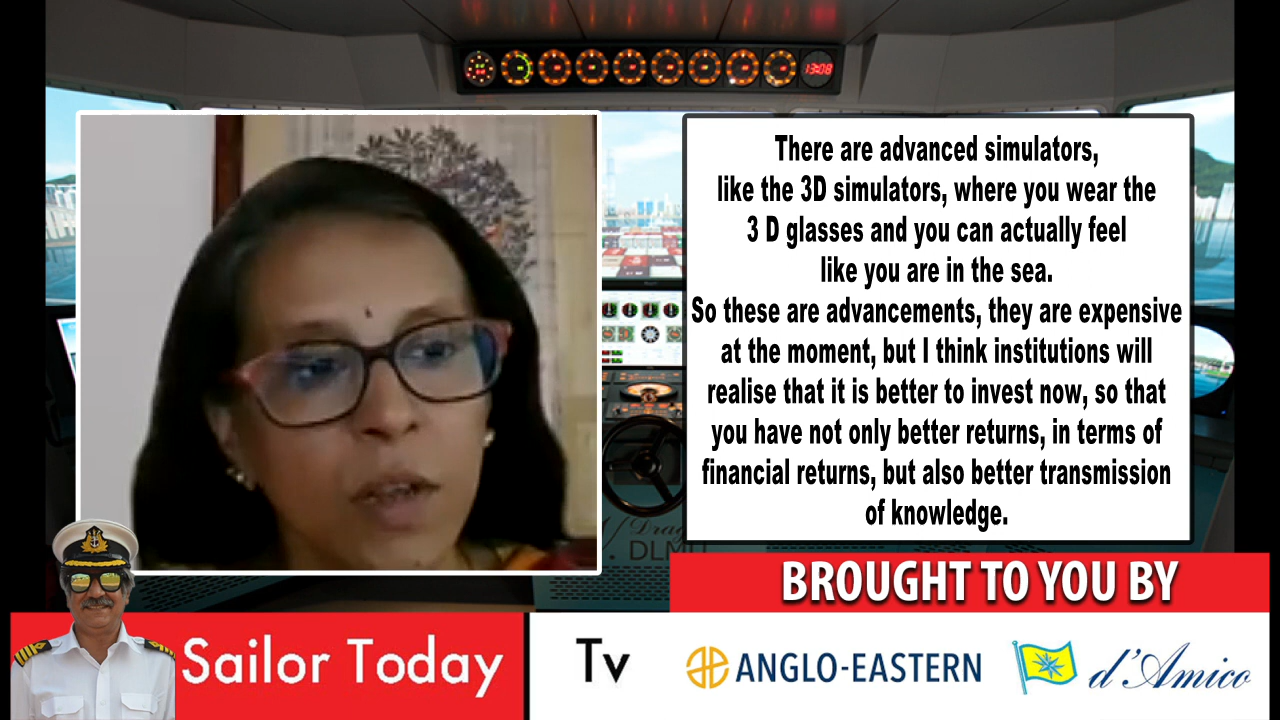 13:08
There are advanced simulators,
like the 3D simulators, where you wear the
3 D glasses and you can actually feel
like you are in the sea.
So these are advancements, they are expensive
at the moment, but I think institutions will
realise that it is better to invest now, so that
you have not only better returns, in terms of
financial returns, but also better transmission
of knowledge.
DLMU
BROUGHT TO YOU BY
Sailor Today
Tv
ANGLO-EASTERN
d'Amico